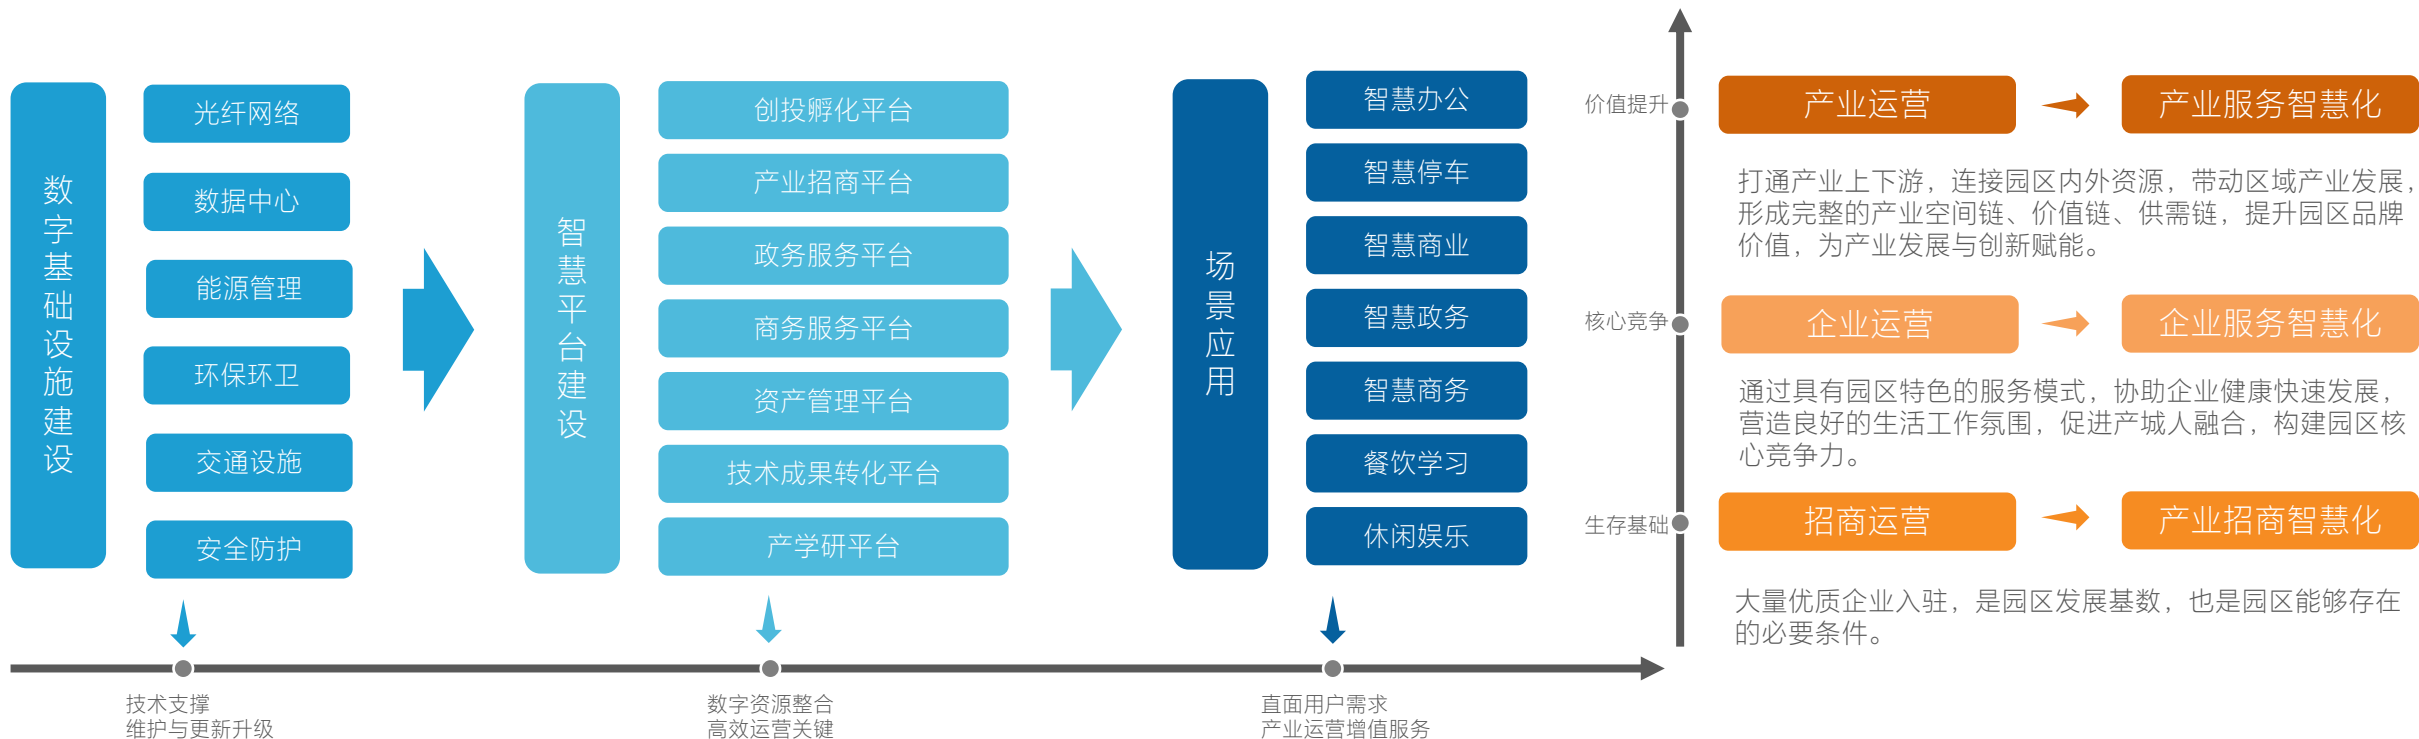 数字基础设施建设
光纤网络
数据中心
能源管理
环保环卫
交通设施
安全防护
智慧平台建设
创投孵化平台
产业招商平台
政务服务平台
商务服务平台
资产管理平台
技术成果转化平台
产学研平台
场景应用
智慧办公
智慧停车
智慧商业
智慧政务
智慧商务
餐饮学习
休闲娱乐
技术支撑
维护与更新升级
数字资源整合
高效运营关键
直面用户需求
产业运营增值服务
价值提升
产业运营
产业服务智慧化
打通产业上下游，连接园区内外资源，带动区域产业发展，
形成完整的产业空间链、价值链、供需链，提升园区品牌
价值，为产业发展与创新赋能。
核心竞争
企业运营
企业服务智慧化
通过具有园区特色的服务模式，协助企业健康快速发展，
营造良好的生活工作氛围，促进产城人融合，构建园区核
心竞争力。
生存基础
招商运营
产业招商智慧化
大量优质企业入驻，是园区发展基数，也是园区能够存在
的必要条件。